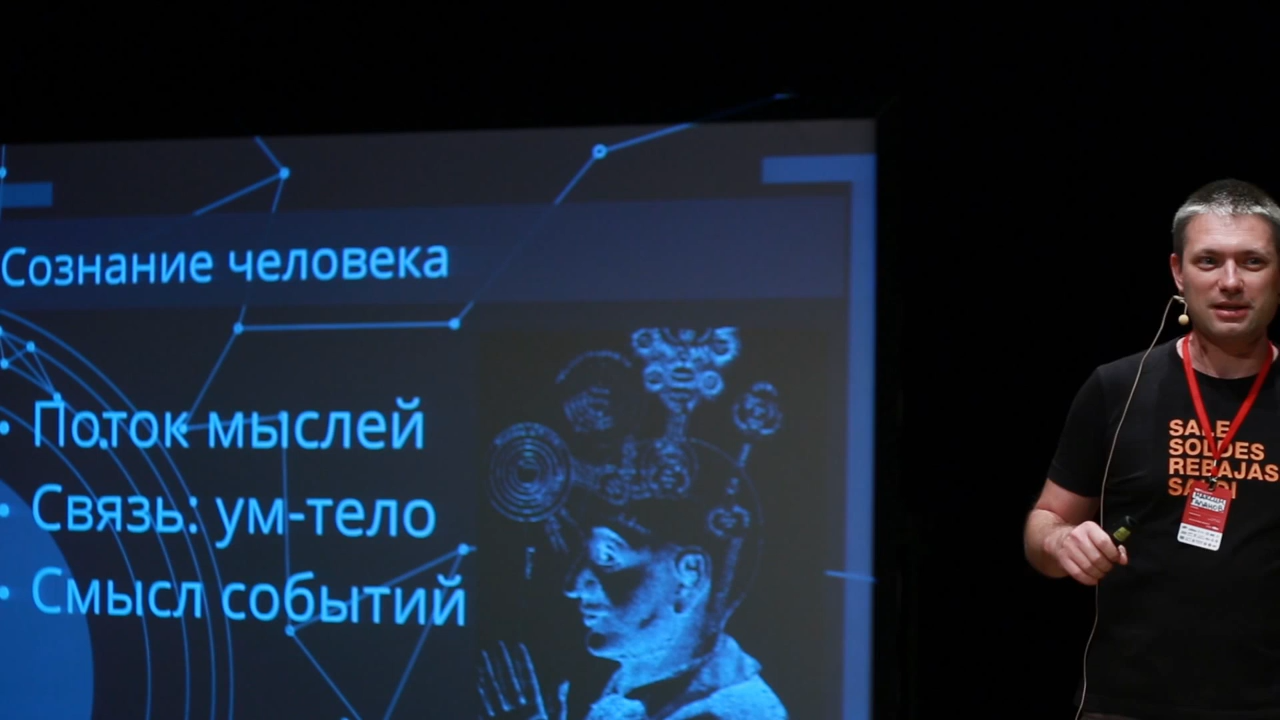 Сознание человека
• Поток мыслей
• Связь: ум-тело
• Смысл событий
SALE
SOLDES
REBAJAS